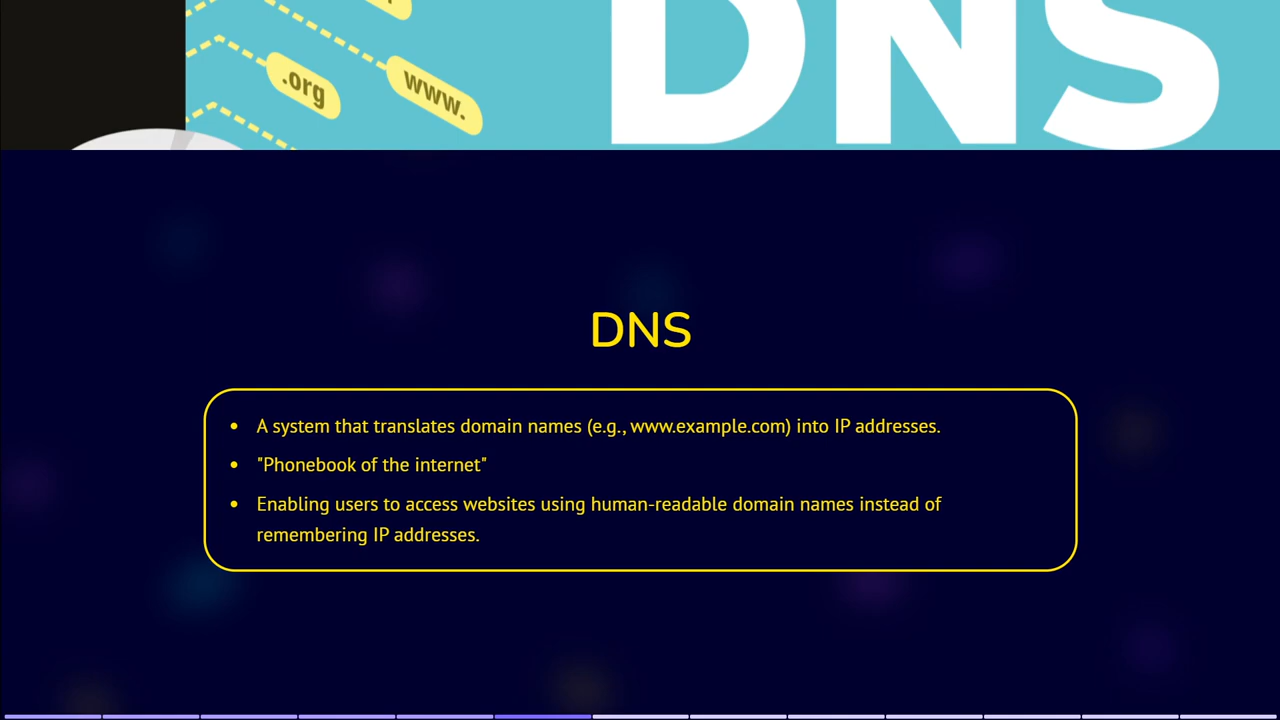 .org
www.
DNS
DNS
• A system that translates domain names (e.g., www.example.com) into IP addresses.
• "Phonebook of the internet"
• Enabling users to access websites using human-readable domain names instead of
remembering IP addresses.